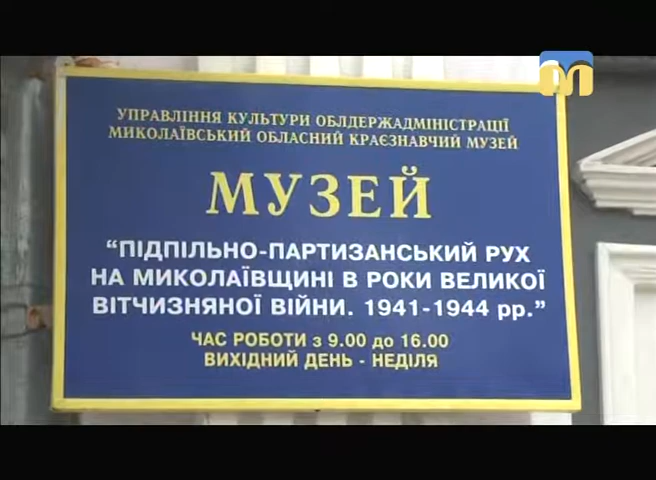 УПРАВЛІННЯ КУЛЬТУРИ ОБЛДЕРЖАДМІНІСТРАЦІЇ
МИКОЛАЇВСЬКИЙ ОБЛАСНИЙ КРАЄЗНАВЧИЙ МУЗЕЙ
МУЗЕЙ
“ПІДПІЛЬНО-ПАРТИЗАНСЬКИЙ РУХ
НА МИКОЛАЇВЩИНІ В РОКИ ВЕЛИКОЇ
ВІТЧИЗНЯНОЇ ВІЙНИ. 1941-1944 рр.”
ЧАС РОБОТИ з 9.00 до 16.00
ВИХІДНИЙ ДЕНЬ - НЕДІЛЯ